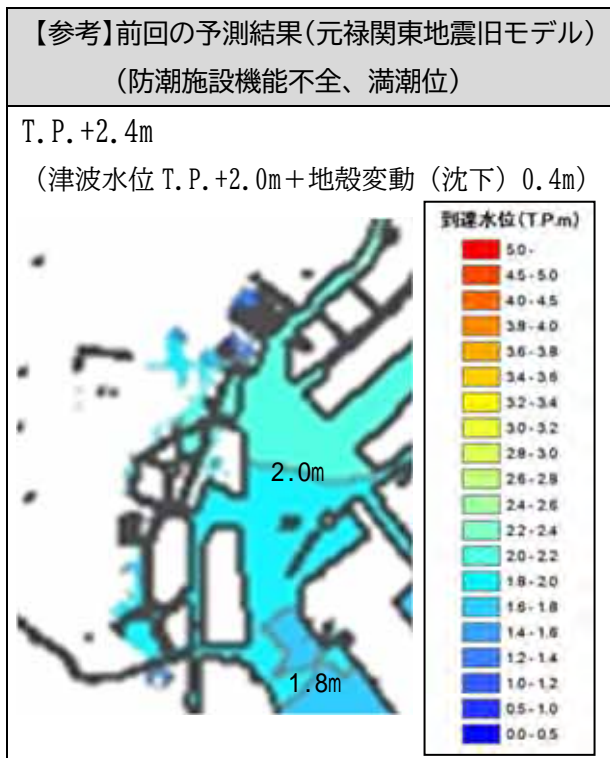 【参考】前回の予測結果(元禄関東地震旧モデル)
(防潮施設機能不全、満潮位)
T.P.+2.4m
(津波水位 T.P.+2.0m+地殻変動(沈下)0.4m)
到達水位(T.P.m)
5.0 -
4.5 - 5.0
4.0 - 4.5
3.8 - 4.0
3.6 - 3.8
3.4 - 3.6
3.2 - 3.4
3.0 - 3.2
2.8 - 3.0
2.6 - 2.8
2.4 - 2.6
2.2 - 2.4
2.0 - 2.2
1.8 - 2.0
1.6 - 1.8
1.4 - 1.6
1.2 - 1.4
1.0 - 1.2
0.5 - 1.0
0.0 - 0.5
2.0m
1.8m